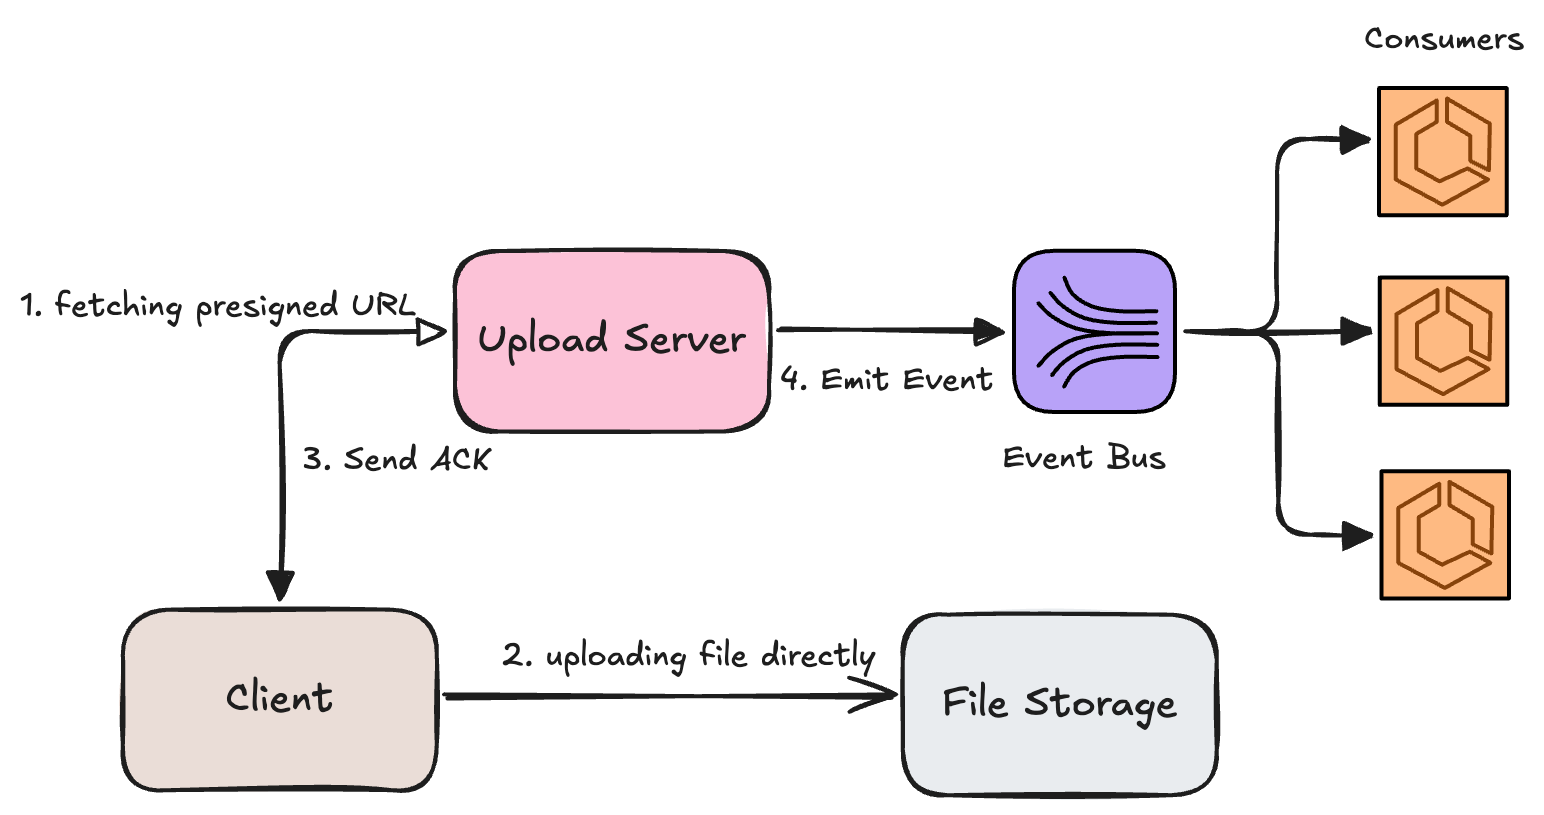 Consumers
1. fetching presigned URL
Upload Server
4. Emit Event
3. Send ACK
Event Bus
2. uploading file directly
Client
File Storage